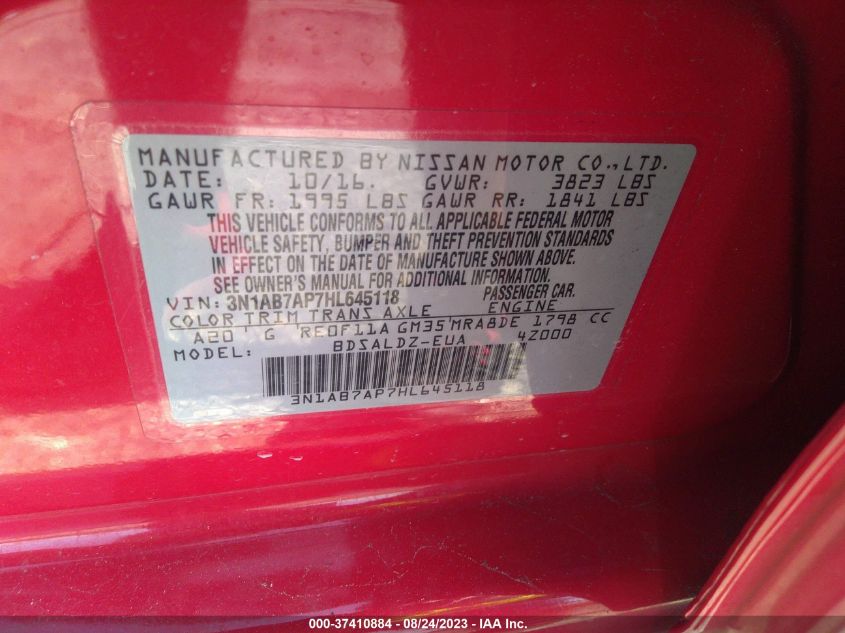 MANUFACTURED BY NISSAN MOTOR CO.,LTD.
DATE: 10/16. GVWR: 3823 LBS
GAWR FR: 1995 LBS GAWR RR: 1841 LBS
THIS VEHICLE CONFORMS TO ALL APPLICABLE FEDERAL MOTOR
VEHICLE SAFETY, BUMPER AND THEFT PREVENTION STANDARDS
IN EFFECT ON THE DATE OF MANUFACTURE SHOWN ABOVE.
SEE OWNER'S MANUAL FOR ADDITIONAL INFORMATION.
VIN: 3N1AB7AP7HL645118 PASSENGER CAR.
COLOR TRIM TRANS AXLE ENGINE
A20' G RE0F11A GM35'MRA8DE 1798 CC
MODEL: BDSALDZ-EUA 4Z000
3N1AB7AP7HL645118
000-37410884 - 08/24/2023 - IAA Inc.